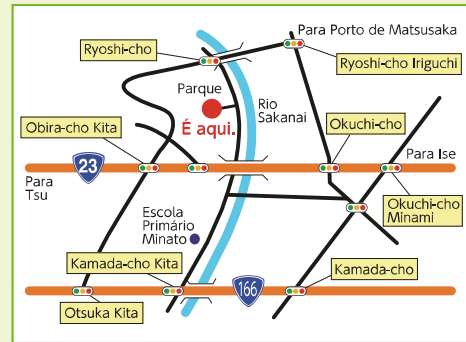 Para Porto de Matsusaka
Ryoshi-cho
Ryoshi-cho Iriguchi
Parque
É aqui.
Rio
Sakanai
Obira-cho Kita
Okuchi-cho
23
Para
Tsu
Para Ise
Okuchi-cho
Minami
Escola
Primário
Minato
Kamada-cho Kita
Kamada-cho
166
Otsuka Kita